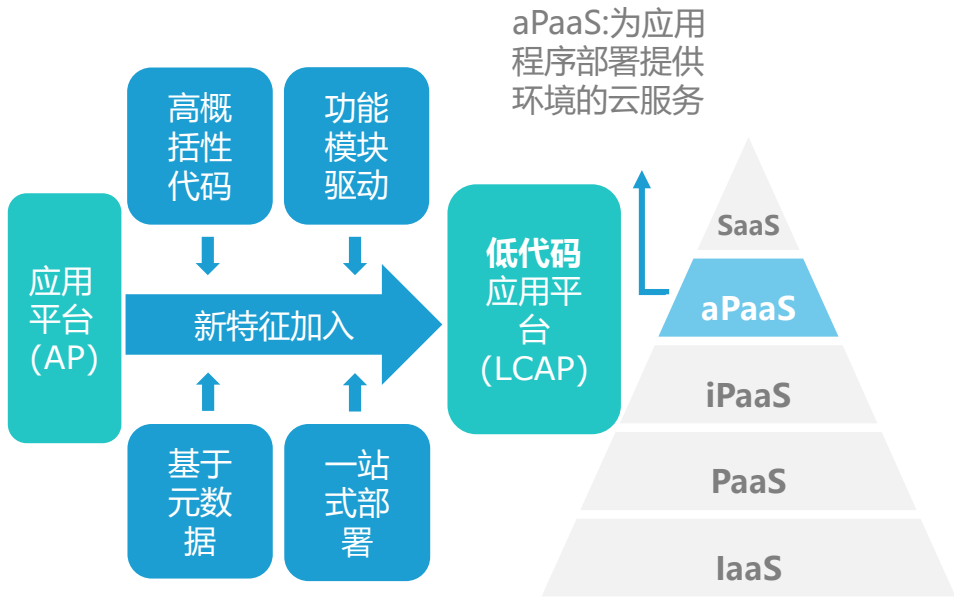 aPaaS:为应用
程序部署提供
环境的云服务
高概
括性
代码
功能
模块
驱动
应用
平台
(AP)
新特征加入
低代码
应用平
台
(LCAP)
基于
元数
据
一站
式部
署
SaaS
aPaaS
iPaaS
PaaS
IaaS